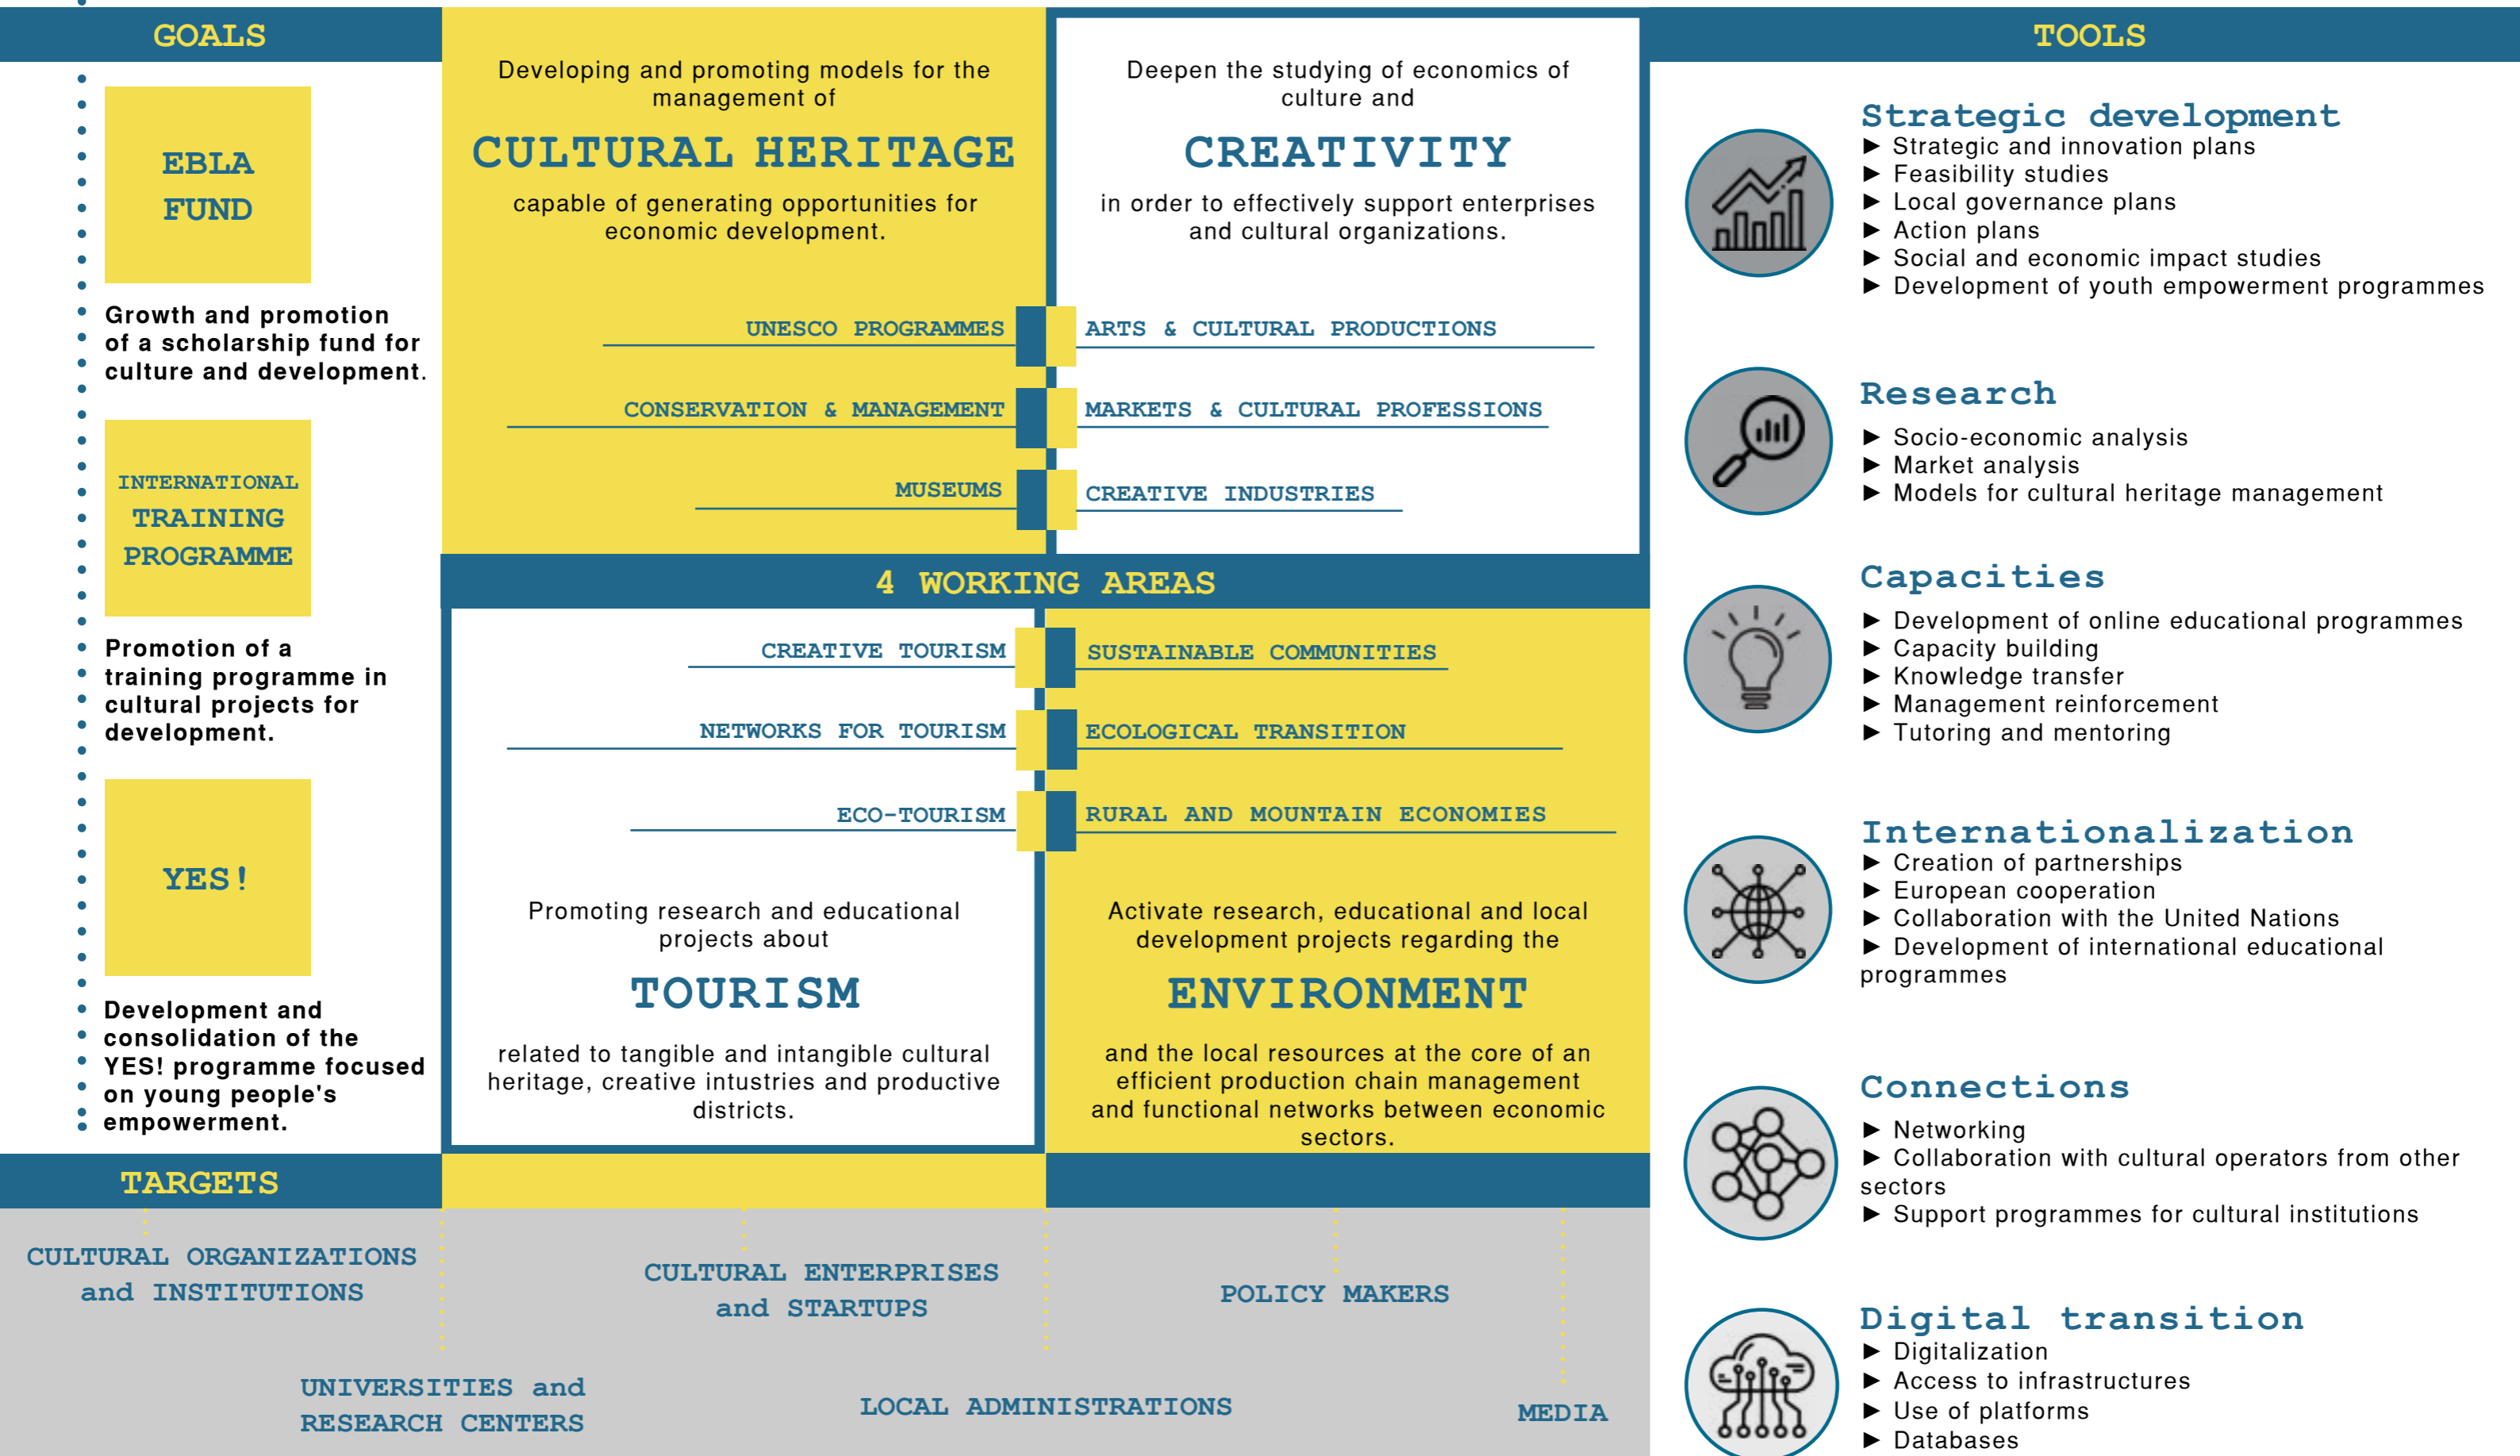 GOALS
EBLA
FUND
Growth and promotion
of a scholarship fund for
culture and development.
INTERNATIONAL
TRAINING
PROGRAMME
Promotion of a
training programme in
cultural projects for
development.
YES!
Development and
consolidation of the
YES! programme focused
on young people's
empowerment.
Developing and promoting models for the
management of
CULTURAL HERITAGE
capable of generating opportunities for
economic development.
UNESCO PROGRAMMES
CONSERVATION & MANAGEMENT
MUSEUMS
Deepen the studying of economics of
culture and
CREATIVITY
in order to effectively support enterprises
and cultural organizations.
ARTS & CULTURAL PRODUCTIONS
MARKETS & CULTURAL PROFESSIONS
CREATIVE INDUSTRIES
4 WORKING AREAS
CREATIVE TOURISM
NETWORKS FOR TOURISM
ECO-TOURISM
Promoting research and educational
projects about
TOURISM
related to tangible and intangible cultural
heritage, creative intustries and productive
districts.
SUSTAINABLE COMMUNITIES
ECOLOGICAL TRANSITION
RURAL AND MOUNTAIN ECONOMIES
Activate research, educational and local
development projects regarding the
ENVIRONMENT
and the local resources at the core of an
efficient production chain management
and functional networks between economic
sectors.
TOOLS
Strategic development
► Strategic and innovation plans
► Feasibility studies
► Local governance plans
► Action plans
► Social and economic impact studies
► Development of youth empowerment programmes
Research
► Socio-economic analysis
► Market analysis
► Models for cultural heritage management
Capacities
► Development of online educational programmes
► Capacity building
► Knowledge transfer
► Management reinforcement
► Tutoring and mentoring
Internationalization
► Creation of partnerships
► European cooperation
► Collaboration with the United Nations
► Development of international educational
programmes
Connections
► Networking
► Collaboration with cultural operators from other
sectors
► Support programmes for cultural institutions
Digital transition
► Digitalization
► Access to infrastructures
► Use of platforms
► Databases
TARGETS
CULTURAL ORGANIZATIONS
and INSTITUTIONS
UNIVERSITIES and
RESEARCH CENTERS
CULTURAL ENTERPRISES
and STARTUPS
LOCAL ADMINISTRATIONS
POLICY MAKERS
MEDIA